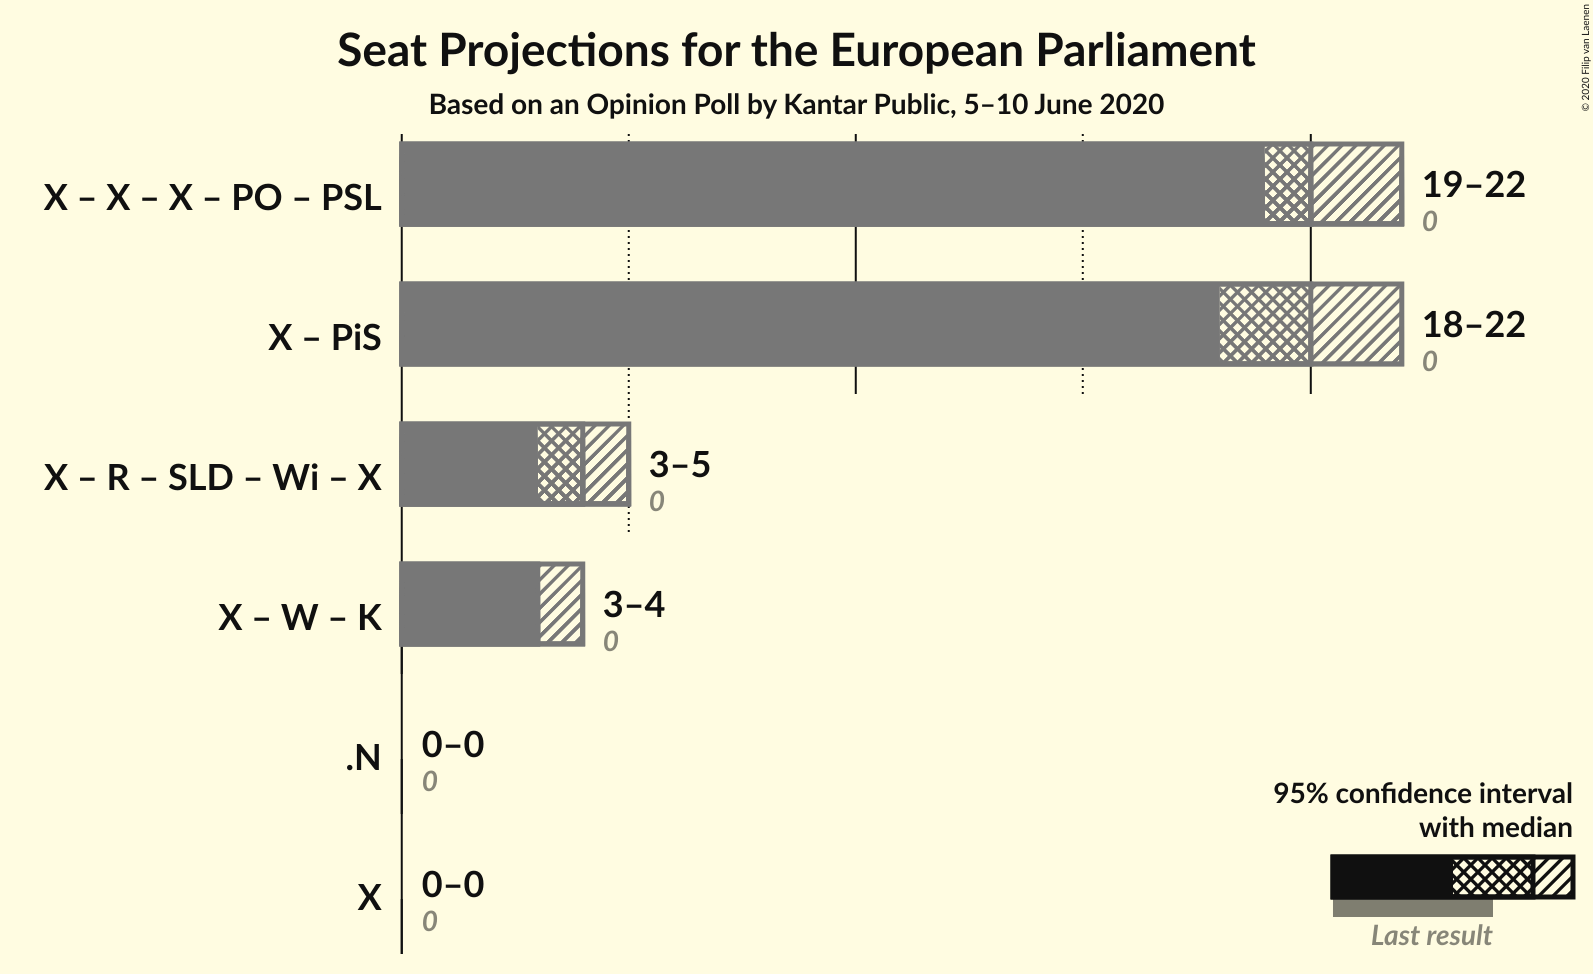 Seat Projections for the European Parliament
Based on an Opinion Poll by Kantar Public, 5–10 June 2020
© 2020 Filip van Laenen
X – X – X – PO – PSL
19–22
0
X – PiS
18–22
0
X – R – SLD – Wi – X
3–5
0
X – W – K
3–4
0
.N
0–0
0
X
0–0
0
95% confidence interval
with median
Last result